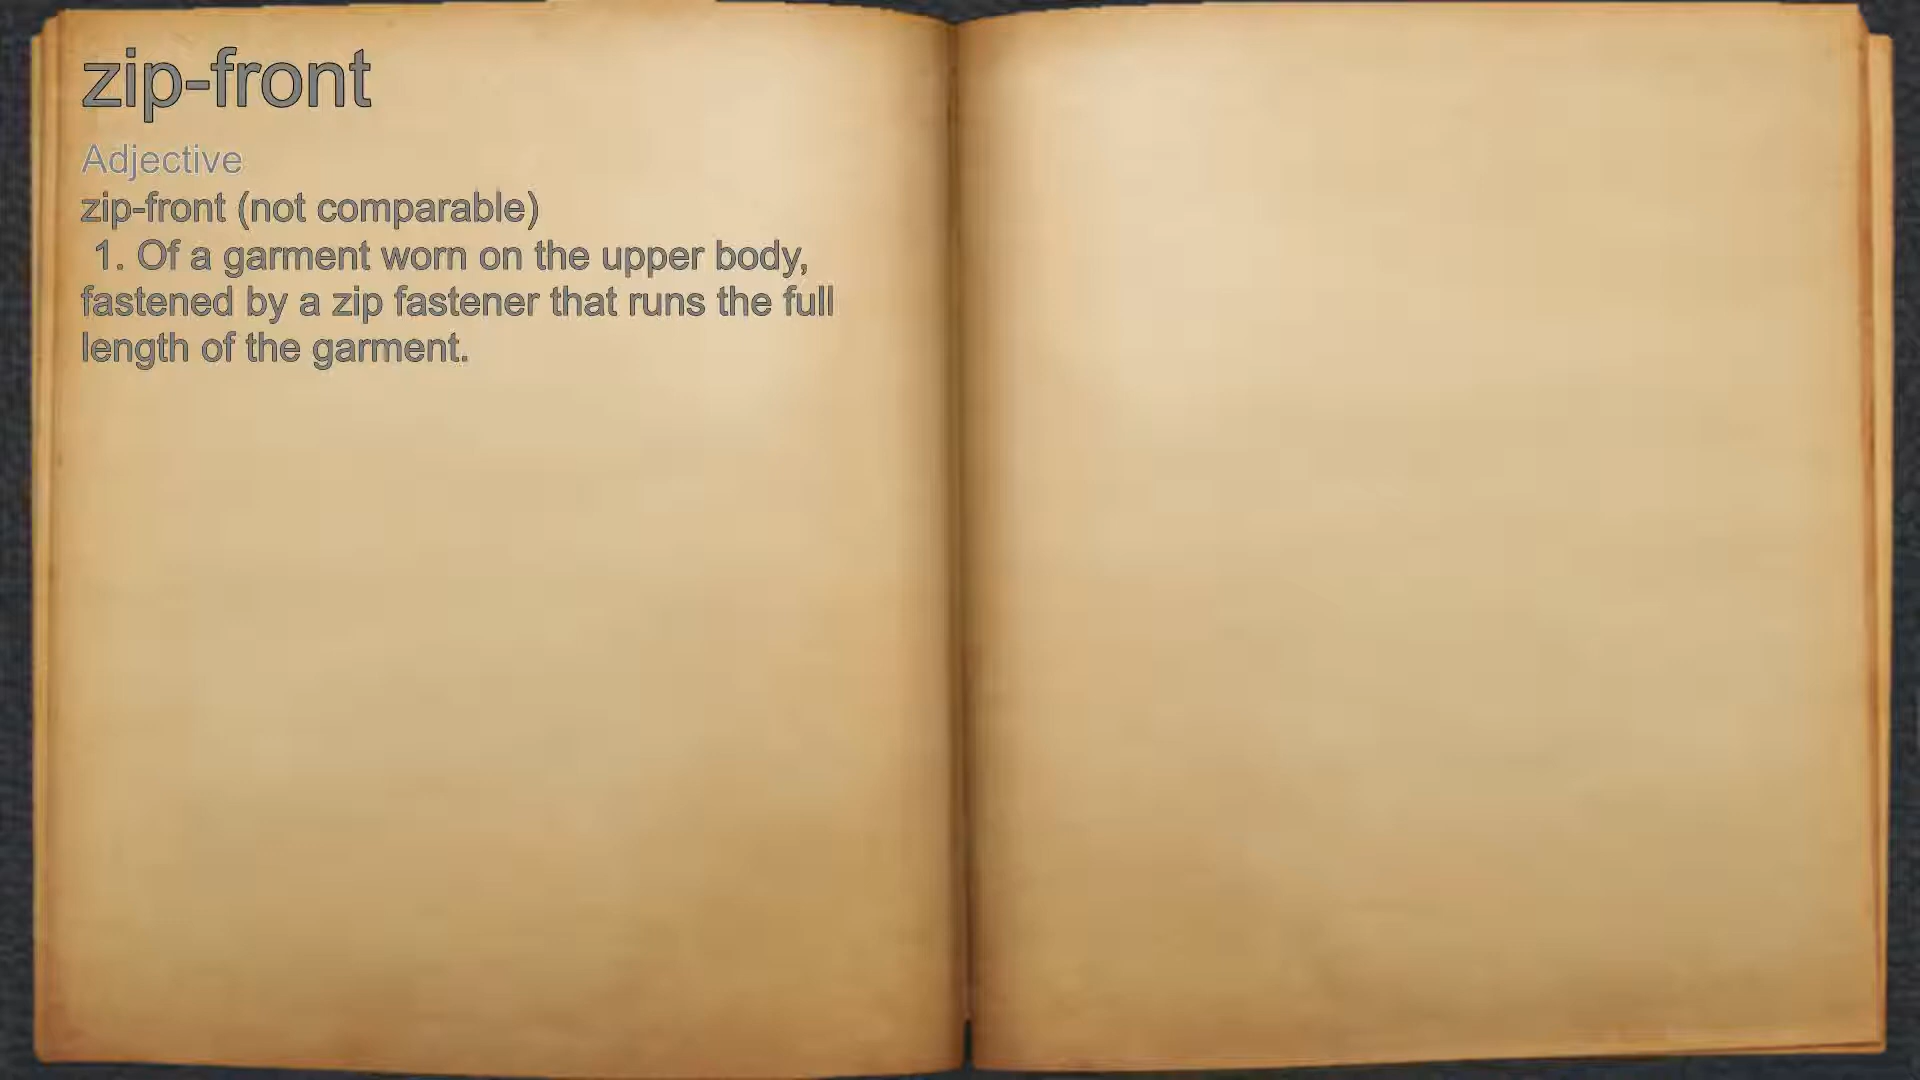 zip-front
Adjective
zip-front (not comparable)
1. Of a garment worn on the upper body,
fastened by a zip fastener that runs the full
length of the garment.